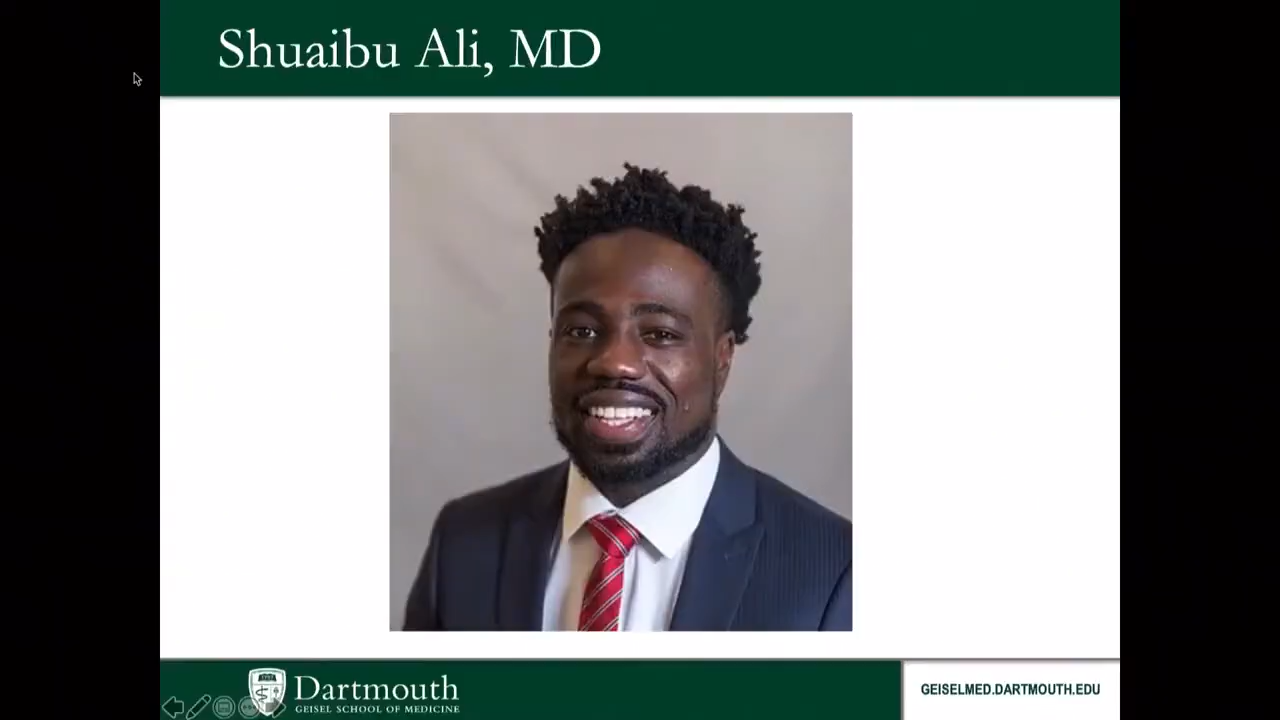 Shuaibu Ali, MD
Dartmouth
GEISEL SCHOOL OF MEDICINE
GEISELMED.DARTMOUTH.EDU